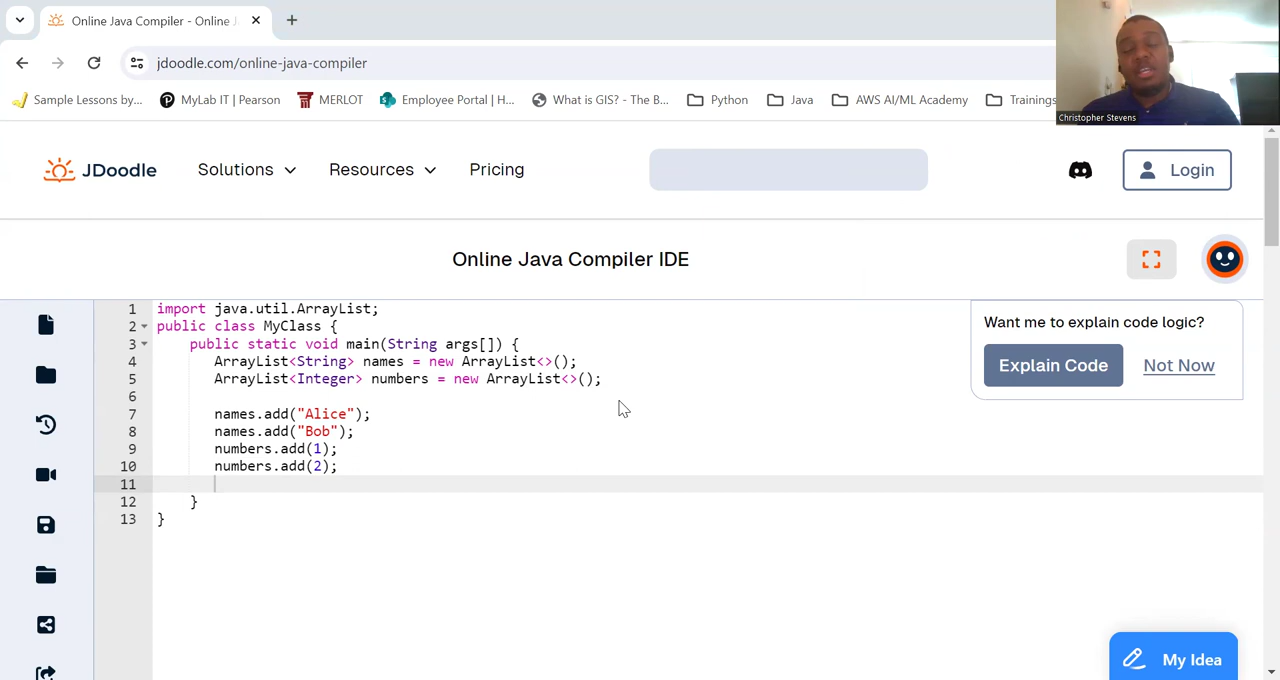 Online Java Compiler - Online J
jdoodle.com/online-java-compiler
Sample Lessons by... MyLab IT | Pearson MERLOT Employee Portal | H... What is GIS? - The B... Python Java AWS AI/ML Academy Trainings
Christopher Stevens
JDoodle Solutions Resources Pricing Login
Online Java Compiler IDE
1 import java.util.ArrayList;
2 public class MyClass {
3 public static void main(String args[]) {
4 ArrayList<String> names = new ArrayList<>();
5 ArrayList<Integer> numbers = new ArrayList<>();
6
7 names.add("Alice");
8 names.add("Bob");
9 numbers.add(1);
10 numbers.add(2);
11
12 }
13 }
Want me to explain code logic?
Explain Code Not Now
My Idea